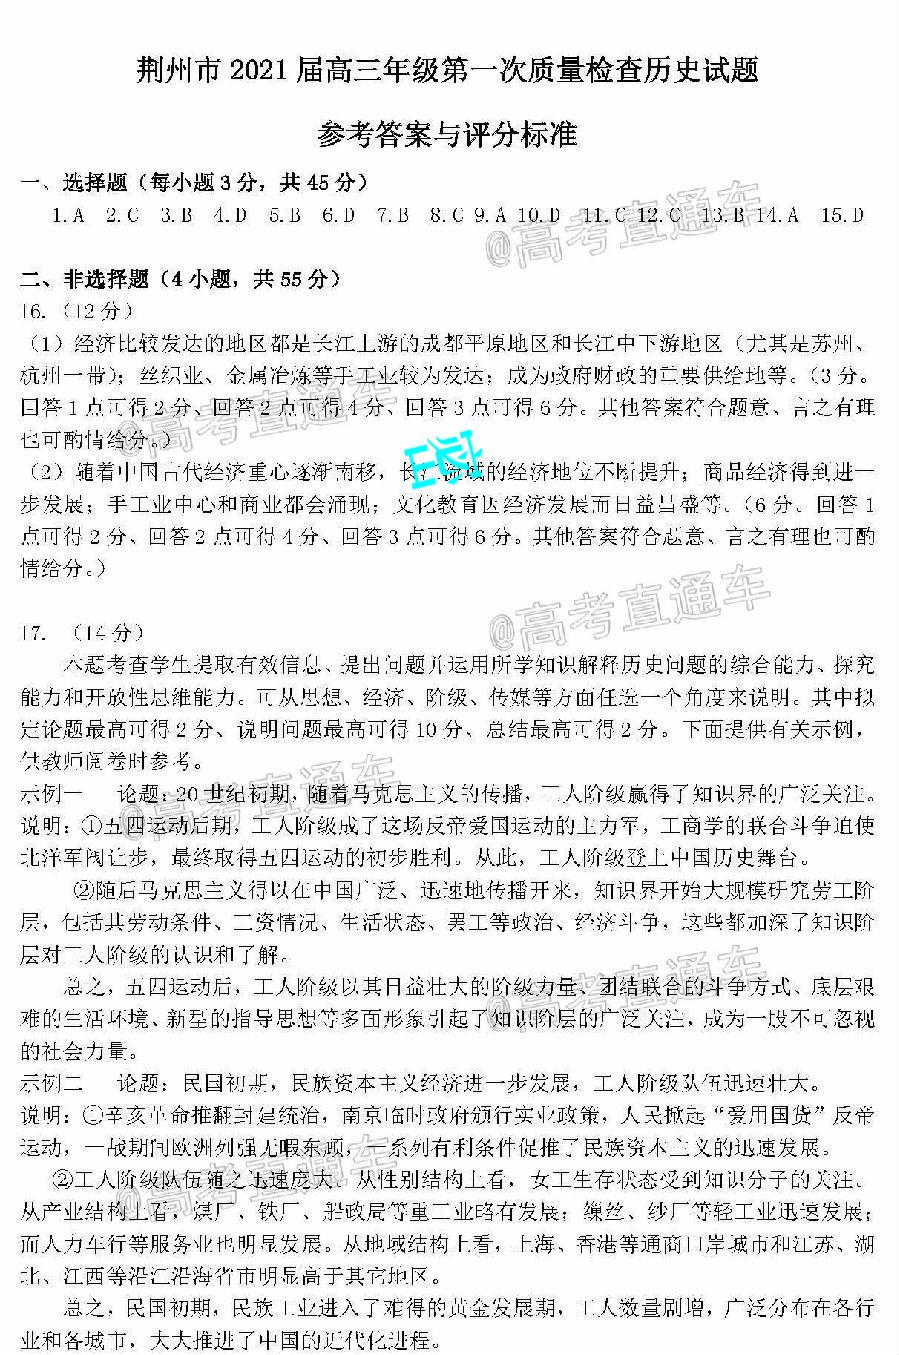 荆州市 2021 届高三年级第一次质量检查历史试题
参考答案与评分标准
一、选择题（每小题 3 分，共 45 分）
1.A 2.C 3.B 4.D 5.B 6.D 7.B 8.C 9.A 10.D 11.C 12.C 13.B 14.A 15.D
@高考直通车
二、非选择题（4 小题，共 55 分）
16.（12 分）
（1）经济比较发达的地区都是长江上游的成都平原地区和长江中下游地区（尤其是苏州、
杭州一带）；丝织业、金属冶炼等手工业较为发达；成为政府财政的重要供给地等。（3 分。
回答 1 点可得 2 分、回答 2 点可得 4 分、回答 3 点可得 6 分。其他答案符合题意、言之有理
也可酌情给分。）
@高考直通车
（2）随着中国古代经济重心逐渐南移，长江流域的经济地位不断提升；商品经济得到进一
步发展；手工业中心和商业都会涌现；文化教育因经济发展而日益昌盛等。（6 分。回答 1
点可得 2 分、回答 2 点可得 4 分、回答 3 点可得 6 分。其他答案符合题意、言之有理也可酌
情给分。）
@高考直通车
17. （14 分）
本题考查学生提取有效信息、提出问题并运用所学知识解释历史问题的综合能力、探究
能力和开放性思维能力。可从思想、经济、阶级、传媒等方面任选一个角度来说明。其中拟
定论题最高可得 2 分、说明问题最高可得 10 分、总结最高可得 2 分。下面提供有关示例，
供教师阅卷时参考。
@高考直通车
示例一 论题：20 世纪初期，随着马克思主义的传播，工人阶级赢得了知识界的广泛关注。
说明：①五四运动后期，工人阶级成了这场反帝爱国运动的主力军，工商学的联合斗争迫使
北洋军阀让步，最终取得五四运动的初步胜利。从此，工人阶级登上中国历史舞台。
②随后马克思主义得以在中国广泛、迅速地传播开来，知识界开始大规模研究劳工阶
层，包括其劳动条件、工资情况、生活状态、罢工等政治、经济斗争，这些都加深了知识阶
层对工人阶级的认识和了解。
@高考直通车
总之，五四运动后，工人阶级以其日益壮大的阶级力量、团结联合的斗争方式、底层艰
难的生活环境、新型的指导思想等多面形象引起了知识阶层的广泛关注，成为一股不可忽视
的社会力量。
示例二 论题：民国初期，民族资本主义经济进一步发展，工人阶级队伍迅速壮大。
说明：①辛亥革命推翻封建统治，南京临时政府颁行实业政策，人民掀起“爱用国货”反帝
运动，一战期间欧洲列强无暇东顾，一系列有利条件促推了民族资本主义的迅速发展。
@高考直通车
②工人阶级队伍随之迅速庞大。从性别结构上看，女工生存状态受到知识分子的关注。
从产业结构上看，煤厂、铁厂、船政局等重工业略有发展；缫丝、纱厂等轻工业迅速发展；
而人力车行等服务业也明显发展。从地域结构上看，上海、香港等通商口岸城市和江苏、湖
北、江西等沿江沿海省市明显高于其它地区。
总之，民国初期，民族工业进入了难得的黄金发展期，工人数量剧增，广泛分布在各行
业和各城市，大大推进了中国的近代化进程。